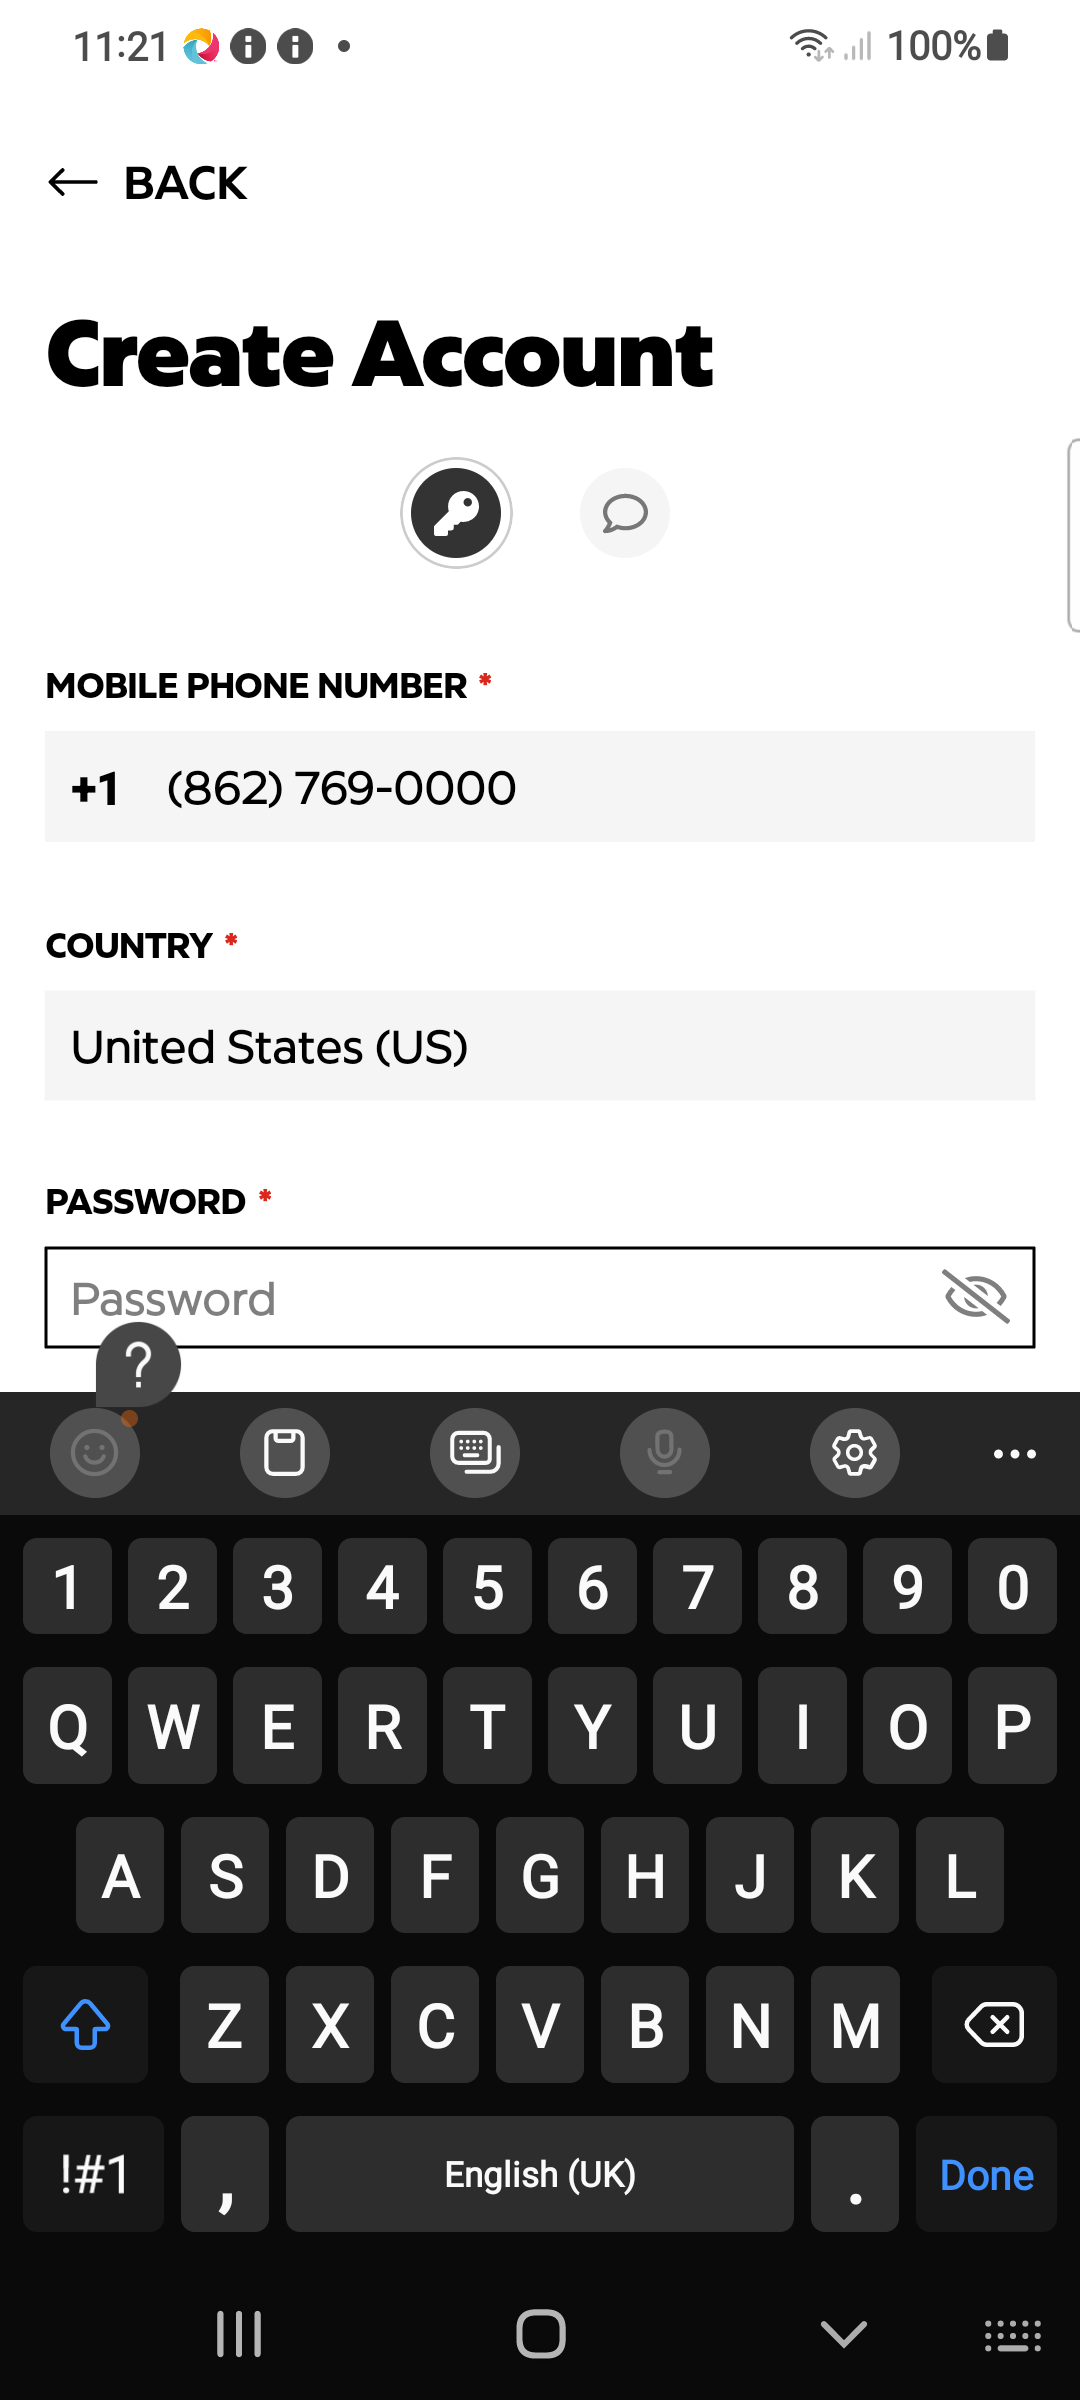 11:21
100%
BACK
Create Account
MOBILE PHONE NUMBER *
+1 (862) 769-0000
COUNTRY *
United States (US)
PASSWORD *
Password
?
1 2 3 4 5 6 7 8 9 0
Q W E R T Y U I O P
A S D F G H J K L
Z X C V B N M
!#1 , English (UK) . Done